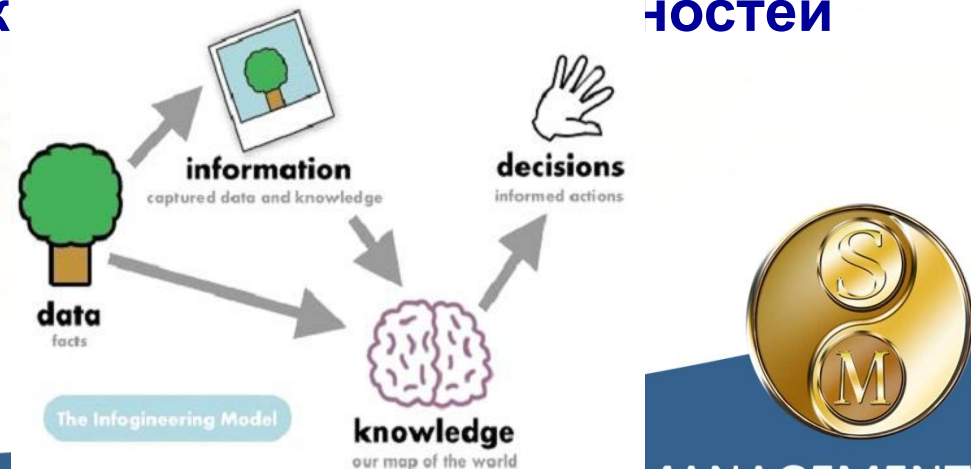 ностей
information
captured data and knowledge
decisions
informed actions
data
facts
The Infogineering Model
knowledge
our map of the world
S
M